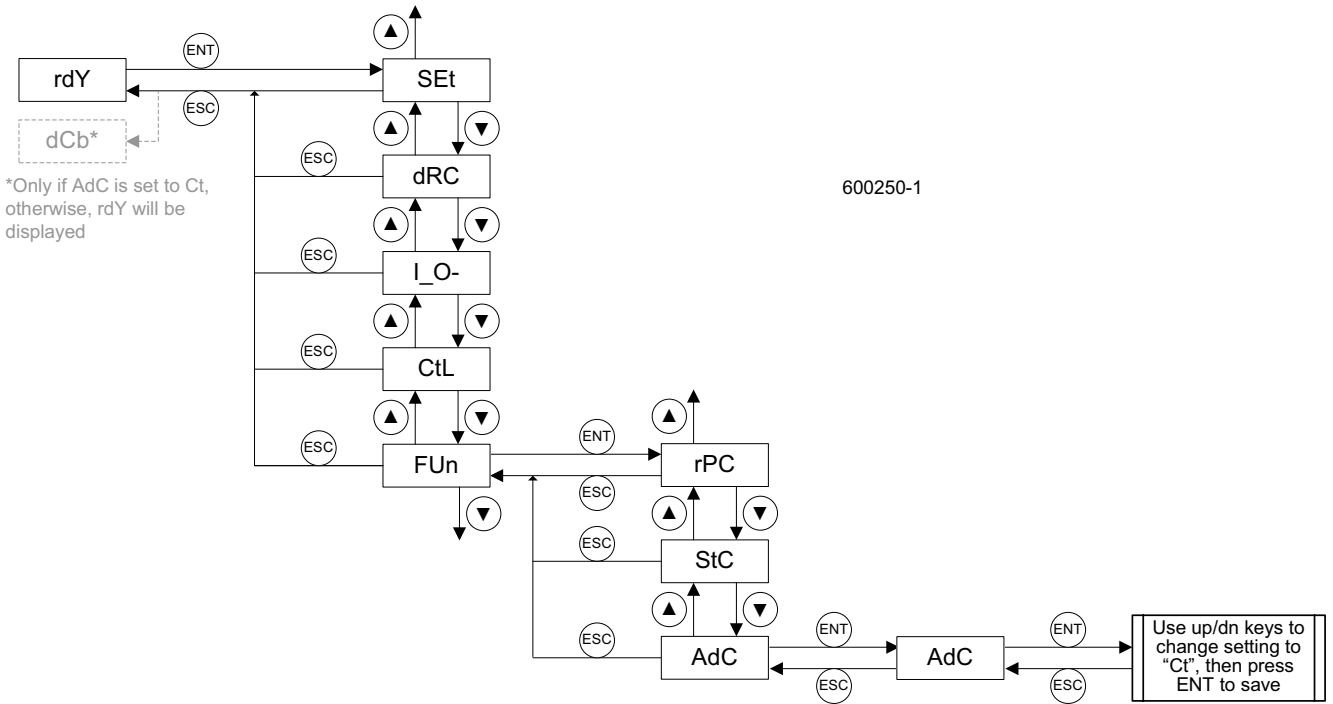 ▲
ENT
rdY
SEt
ESC
dCb*
▲
▼
*Only if AdC is set to Ct,
otherwise, rdY will be
displayed
ESC
dRC
600250-1
▲
▼
ESC
I_O-
▲
▼
ESC
CtL
▲
▼
▲
ESC
ENT
FUn
rPC
ESC
▼
▲
▼
ESC
StC
▲
▼
ESC
ENT
ENT
AdC
AdC
ESC
ESC
Use up/dn keys to
change setting to
“Ct”, then press
ENT to save